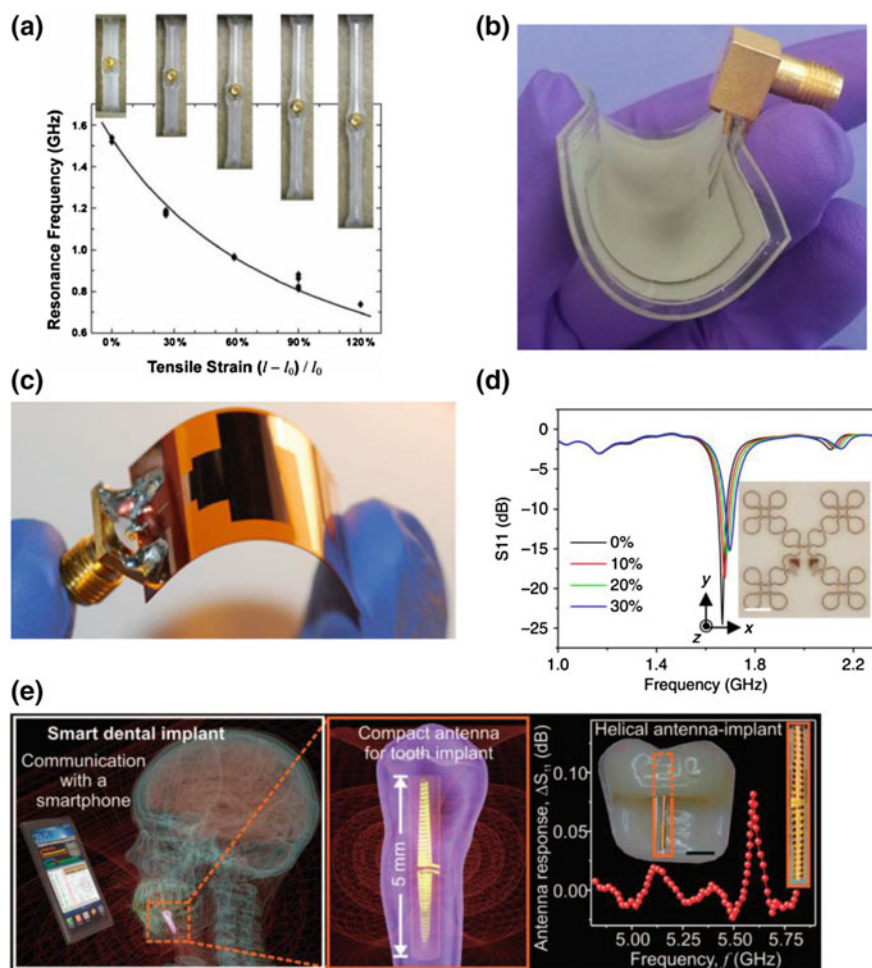 (a)
Resonance Frequency (GHz)
1.6
1.4
1.2
1.0
0.8
0.6
0% 30% 60% 90% 120%
Tensile Strain (l – l₀) / l₀
(b)
(c)
(d)
S11 (dB)
0
−5
−10
−15
−20
−25
0%
10%
20%
30%
y
z x
1.0 1.4 1.8 2.2
Frequency (GHz)
(e)
Smart dental implant
Communication
with a
smartphone
Compact antenna
for tooth implant
5 mm
Helical antenna-implant
Antenna response, ΔS₁₁ (dB)
0.10
0.05
0.00
5.00 5.25 5.50 5.75
Frequency, f (GHz)